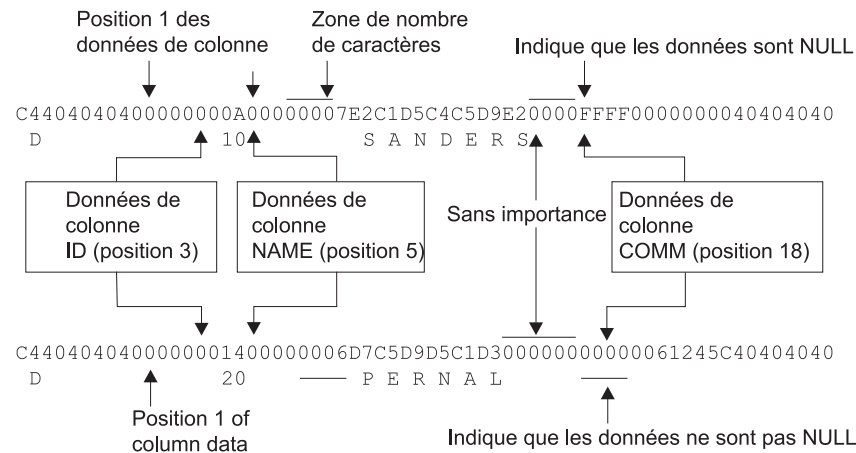 Position 1 des
données de colonne
Zone de nombre
de caractères
Indique que les données sont NULL
C4404040400000000A00000007E2C1D5C4C5D9E20000FFFF0000000040404040
D 10 S A N D E R S
Données de
colonne
ID (position 3)
Données de
colonne
NAME (position 5)
Sans importance
Données de
colonne
COMM (position 18)
C4404040400000001400000006D7C5D9D5C1D300000000000061245C40404040
D 20 P E R N A L
Position 1 of
column data
Indique que les données ne sont pas NULL